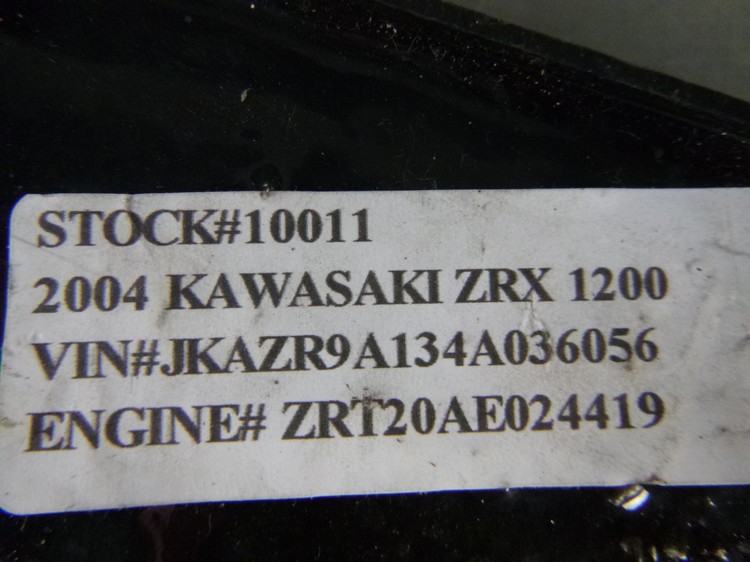 STOCK#10011
2004 KAWASAKI ZRX 1200
VIN#JKAZR9A134A036056
ENGINE# ZRT20AE024419